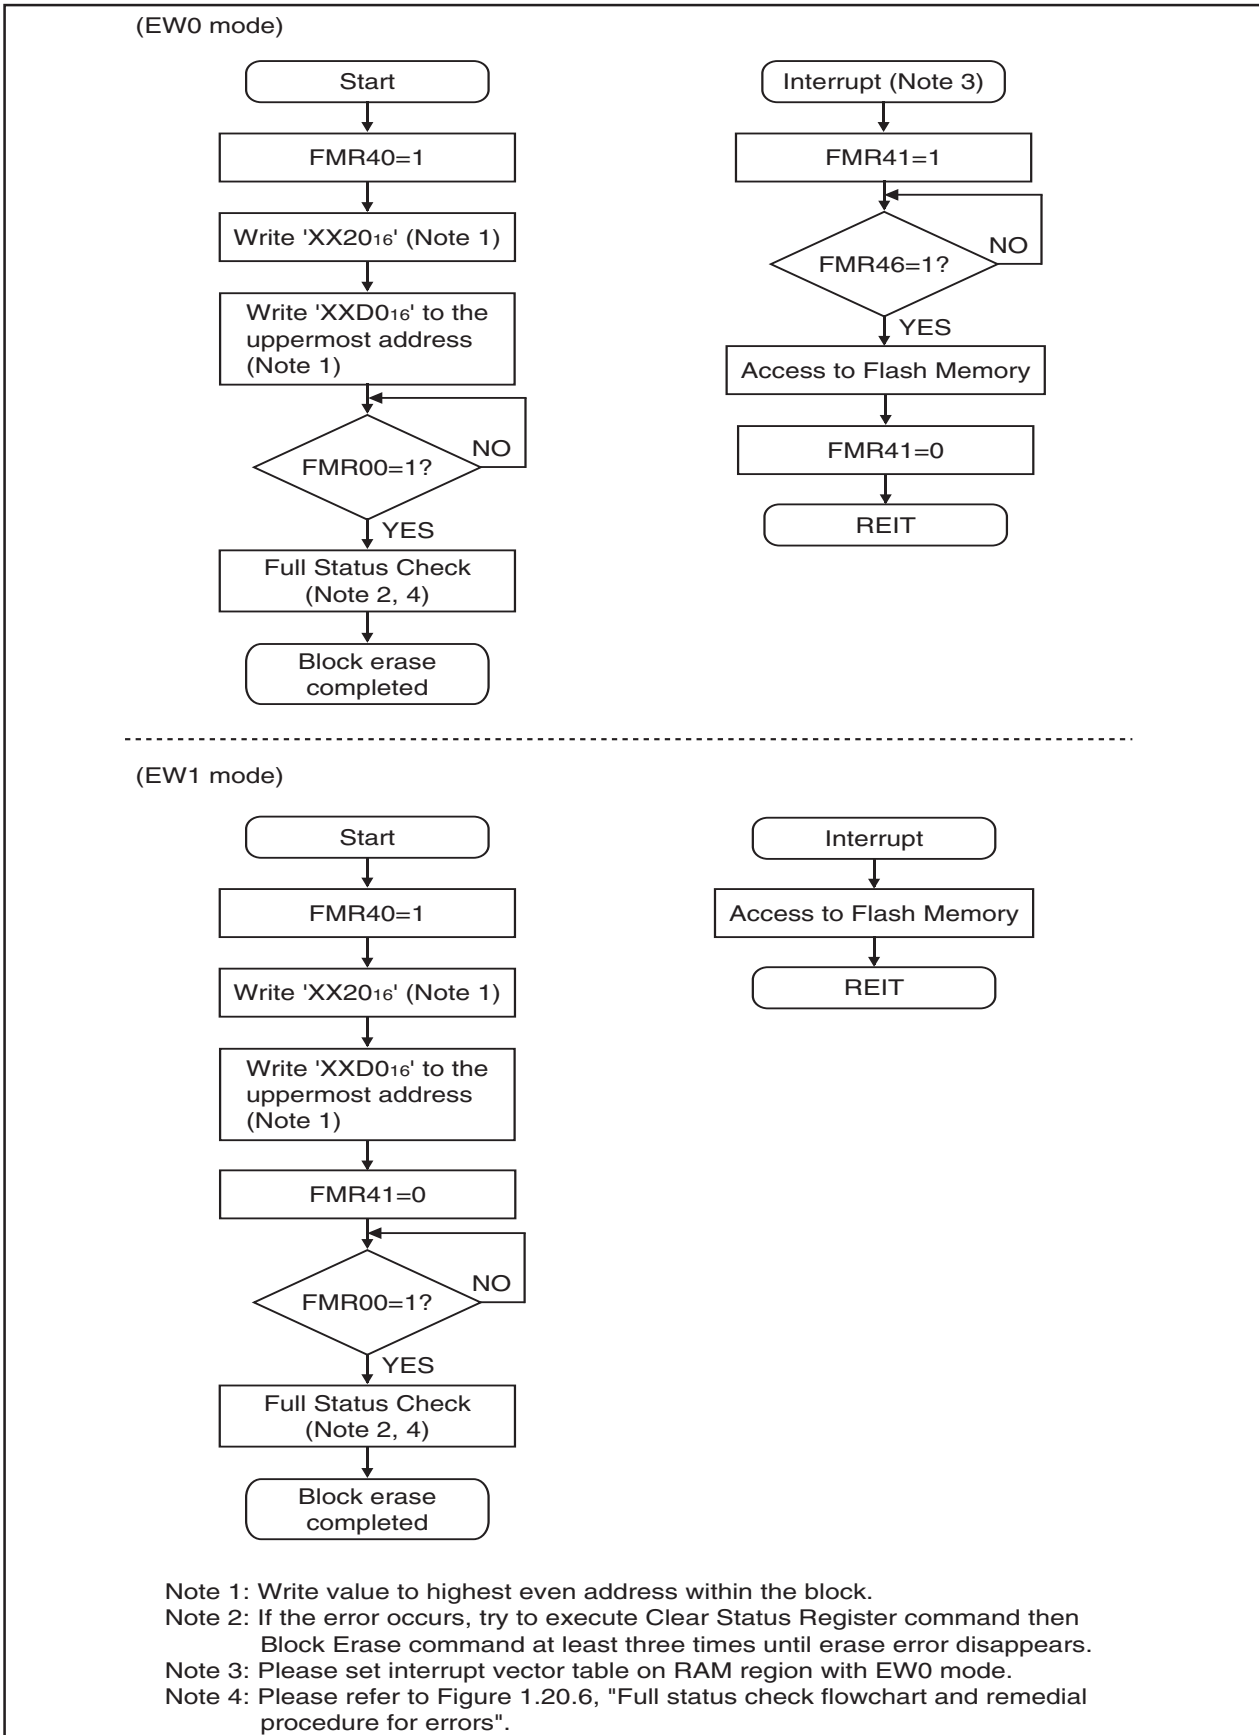 (EW0 mode)
Start
FMR40=1
Write 'XX2016' (Note 1)
Write 'XXD016' to the
uppermost address
(Note 1)
FMR00=1?
NO
YES
Full Status Check
(Note 2, 4)
Block erase
completed
Interrupt (Note 3)
FMR41=1
FMR46=1?
NO
YES
Access to Flash Memory
FMR41=0
REIT
(EW1 mode)
Start
FMR40=1
Write 'XX2016' (Note 1)
Write 'XXD016' to the
uppermost address
(Note 1)
FMR41=0
FMR00=1?
NO
YES
Full Status Check
(Note 2, 4)
Block erase
completed
Interrupt
Access to Flash Memory
REIT
Note 1: Write value to highest even address within the block.
Note 2: If the error occurs, try to execute Clear Status Register command then
Block Erase command at least three times until erase error disappears.
Note 3: Please set interrupt vector table on RAM region with EW0 mode.
Note 4: Please refer to Figure 1.20.6, "Full status check flowchart and remedial
procedure for errors".